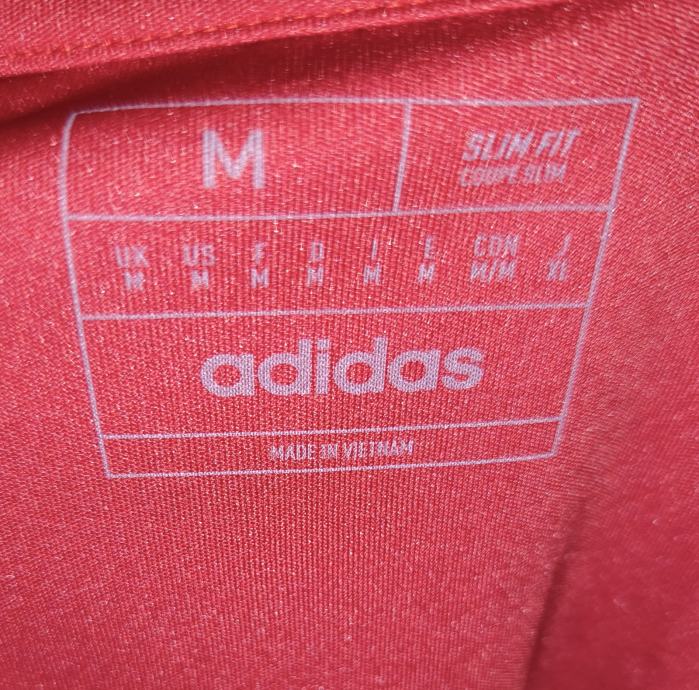 M
SLIM FIT
COUPE SLIM
UK US F D I E CDN J
M M M M M M M/M XL
adidas
MADE IN VIETNAM